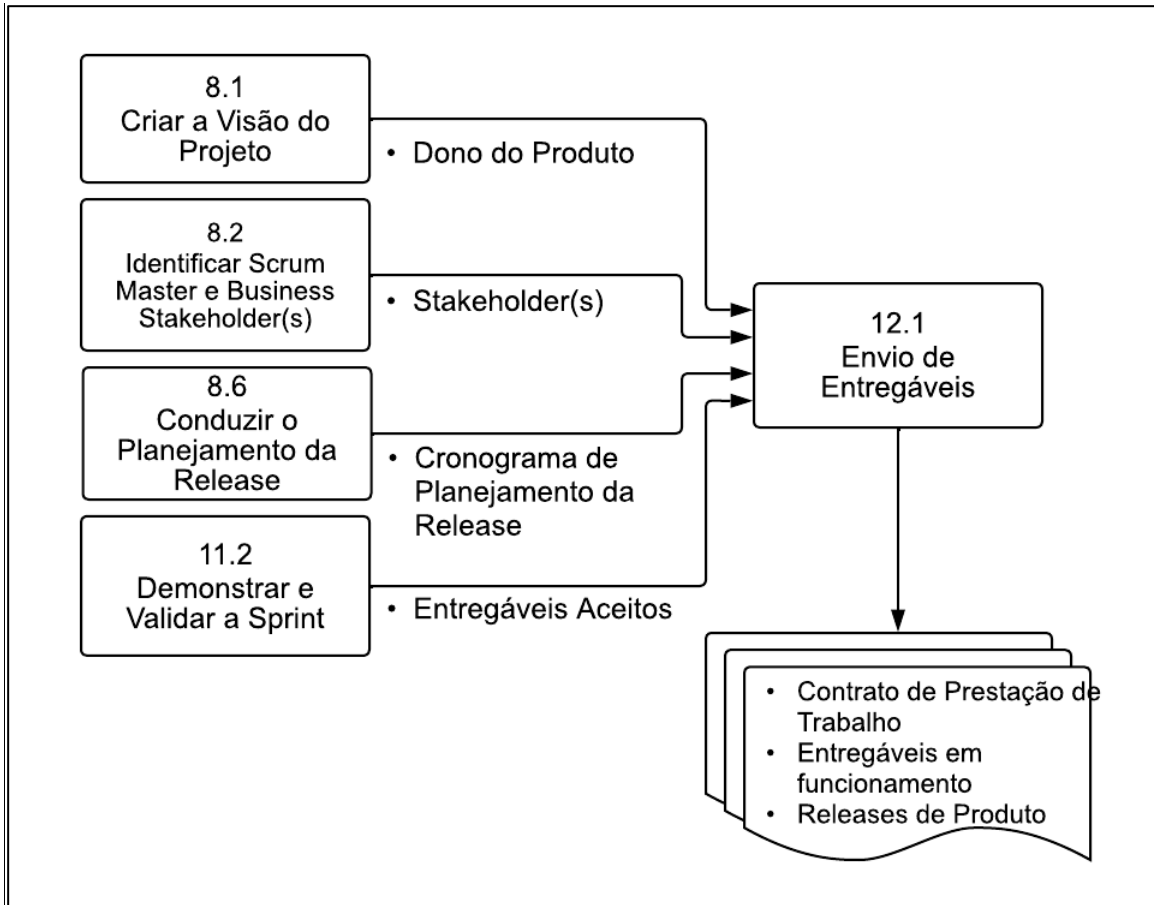 8.1
Criar a Visão do
Projeto
• Dono do Produto
8.2
Identificar Scrum
Master e Business
Stakeholder(s)
• Stakeholder(s)
8.6
Conduzir o
Planejamento da
Release
• Cronograma de
Planejamento da
Release
11.2
Demonstrar e
Validar a Sprint
• Entregáveis Aceitos
12.1
Envio de
Entregáveis
• Contrato de Prestação de
Trabalho
• Entregáveis em
funcionamento
• Releases de Produto